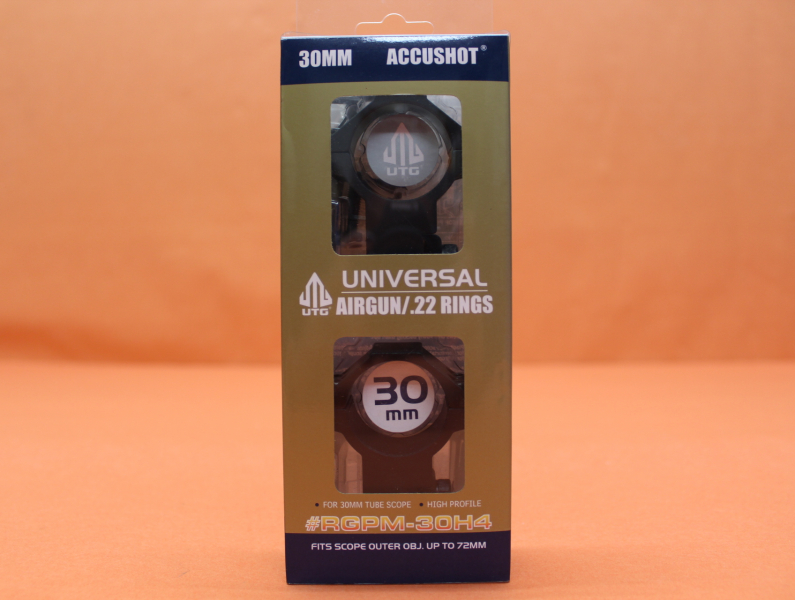 30MM ACCUSHOT®
UTG
UNIVERSAL
UTG® AIRGUN/.22 RINGS
30
mm
• FOR 30MM TUBE SCOPE • HIGH PROFILE
#RGPM-30H4
FITS SCOPE OUTER OBJ. UP TO 72MM